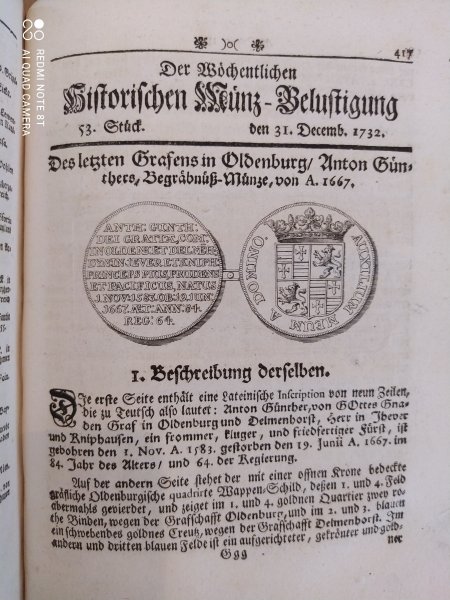 REDMI NOTE 8T
AI QUAD CAMERA
)o(
417
Der Wöchentlichen
Historischen Münz-Belustigung
53. Stück.
den 31. Decemb. 1732.
Des letzten Grafens in Oldenburg/ Anton Gün-
thers, Begräbnüß-Münze, von A. 1667.
ANTH: GUNTH:
DEI GRATIA, COM:
IN OLDENB: ET DELMEN:
DYN: IN IEVER ET KNIPH:
PRINCEPS PIUS, PRUDENS
ET PACIFICUS, NATUS
1 NOV: 1583. OB: 19. IUN:
1667. ÆT: ANN: 84.
REG: 64.
AUXILIUM MEUM A DOMINO.
1. Beschreibung derselben.
Die erste Seite enthält eine Lateinische Inscription von neun Zeilen,
die zu Teutsch also lautet: Anton Günther, von GOttes Gna-
den Graf in Oldenburg und Delmenhorst, Herr in Jhever
und Kniphausen, ein frommer, kluger, und friedfertiger Fürst, ist
gebohren den 1. Nov. A. 1583. gestorben den 19. Junii A. 1667. im
84. Jahr des Alters/ und 64. der Regierung.
Auf der andern Seite stehet der mit einer offnen Krone bedeckte
gräfliche Oldenburgische quadrirte Wappen-Schild, deßen 1. und 4. Feld
abermahls gevierdet, und zeiget im 1. und 4. goldnen Quartier zwey ro-
the Binden, wegen der Graffschafft Oldenburg, und im 2. und 3. blauen
ein schwebendes goldnes Creutz, wegen der Graffschafft Delmenhorst. Im
andern und dritten blauen Felde ist ein aufgerichteter, gekrönter und gold-
Ggg
ner